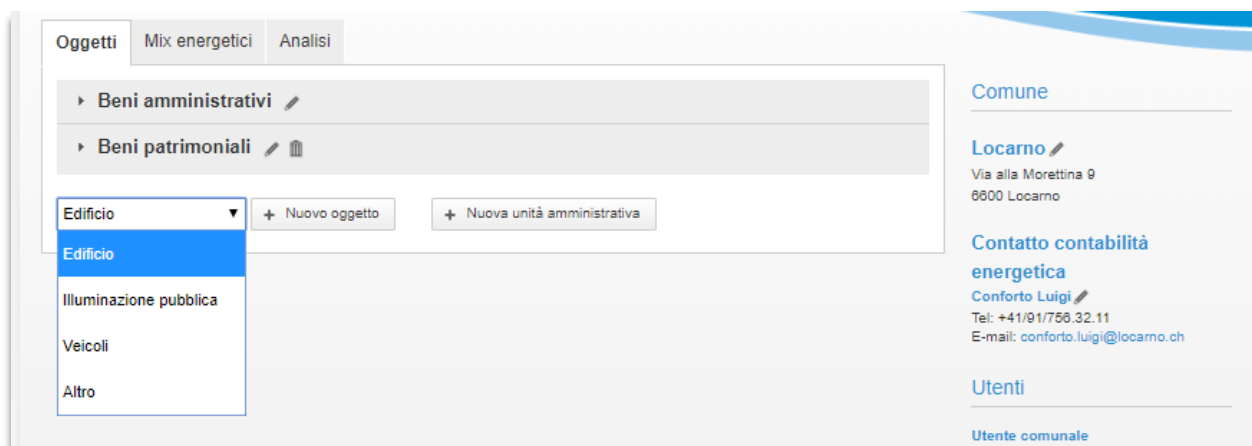 Oggetti
Mix energetici
Analisi
Beni amministrativi
Beni patrimoniali
Edificio
+ Nuovo oggetto
+ Nuova unità amministrativa
Edificio
Illuminazione pubblica
Veicoli
Altro
Comune
Locarno
Via alla Morettina 9
6600 Locarno
Contatto contabilità
energetica
Conforto Luigi
Tel: +41/91/756.32.11
E-mail: conforto.luigi@locarno.ch
Utenti
Utente comunale